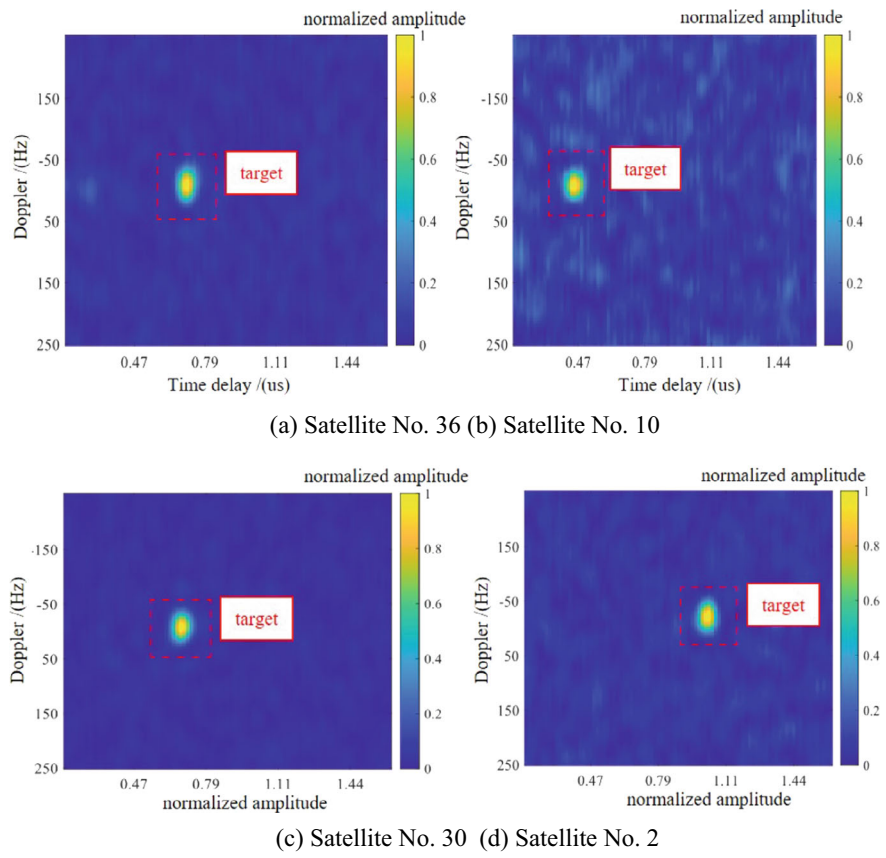 normalized amplitude
normalized amplitude
Doppler /(Hz)
150
-50
50
150
250
target
0.47 0.79 1.11 1.44
Time delay /(us)
1
0.8
0.6
0.4
0.2
0
Doppler /(Hz)
150
-50
50
150
250
target
0.47 0.79 1.11 1.44
Time delay /(us)
1
0.8
0.6
0.4
0.2
0
(a) Satellite No. 36 (b) Satellite No. 10
normalized amplitude
normalized amplitude
Doppler /(Hz)
-150
-50
50
150
250
target
0.47 0.79 1.11 1.44
normalized amplitude
1
0.8
0.6
0.4
0.2
0
Doppler /(Hz)
150
-50
50
150
250
target
0.47 0.79 1.11 1.44
normalized amplitude
1
0.8
0.6
0.4
0.2
0
(c) Satellite No. 30 (d) Satellite No. 2